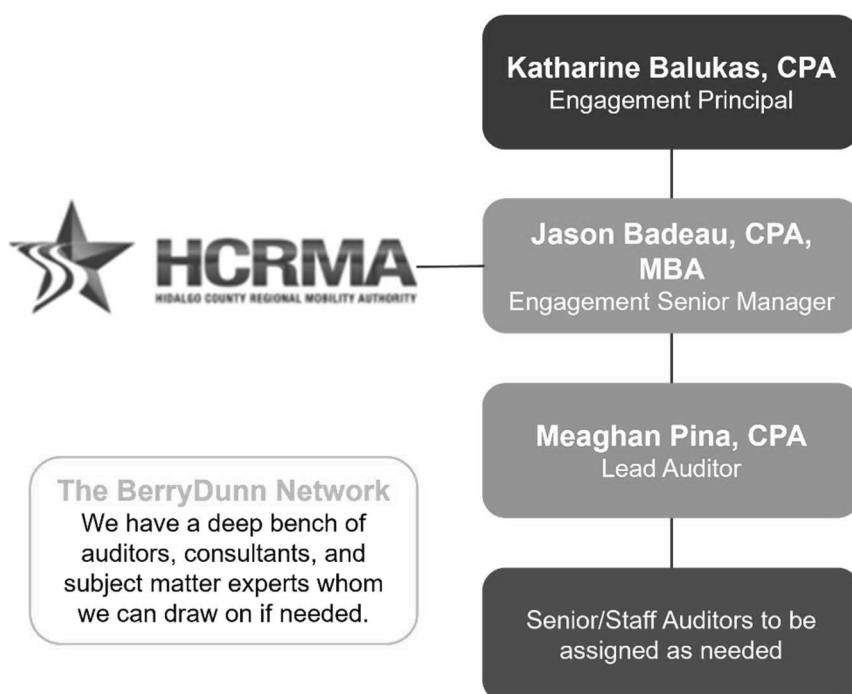 Katharine Balukas, CPA
Engagement Principal
HCRMA
HIDALGO COUNTY REGIONAL MOBILITY AUTHORITY
Jason Badeau, CPA,
MBA
Engagement Senior Manager
Meaghan Pina, CPA
Lead Auditor
The BerryDunn Network
We have a deep bench of
auditors, consultants, and
subject matter experts whom
we can draw on if needed.
Senior/Staff Auditors to be
assigned as needed